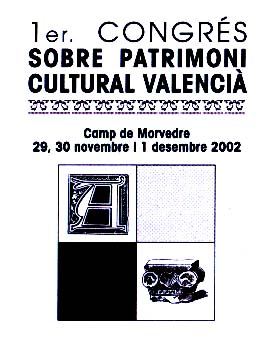 1er. CONGRÉS
SOBRE PATRIMONI
CULTURAL VALENCIÀ
Camp de Morvedre
29, 30 novembre i 1 desembre 2002
A